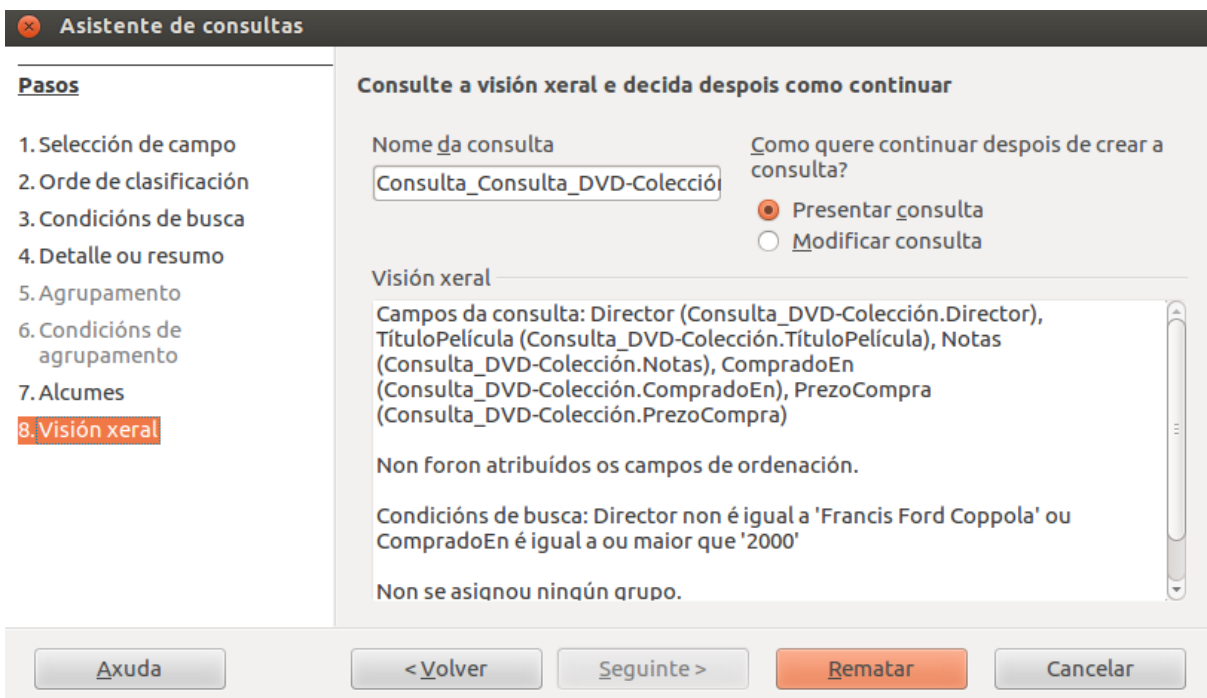 Asistente de consultas
Pasos
1. Selección de campo
2. Orde de clasificación
3. Condicións de busca
4. Detalle ou resumo
5. Agrupamento
6. Condicións de
agrupamento
7. Alcumes
8. Visión xeral
Consulte a visión xeral e decida despois como continuar
Nome da consulta
Consulta_Consulta_DVD-Colección
Como quere continuar despois de crear a
consulta?
Presentar consulta
Modificar consulta
Visión xeral
Campos da consulta: Director (Consulta_DVD-Colección.Director),
TítuloPelícula (Consulta_DVD-Colección.TítuloPelícula), Notas
(Consulta_DVD-Colección.Notas), CompradoEn
(Consulta_DVD-Colección.CompradoEn), PrezoCompra
(Consulta_DVD-Colección.PrezoCompra)
Non foron atribuídos os campos de ordenación.
Condicións de busca: Director non é igual a 'Francis Ford Coppola' ou
CompradoEn é igual a ou maior que '2000'
Non se asignou ningún grupo.
Axuda
< Volver
Seguinte >
Rematar
Cancelar